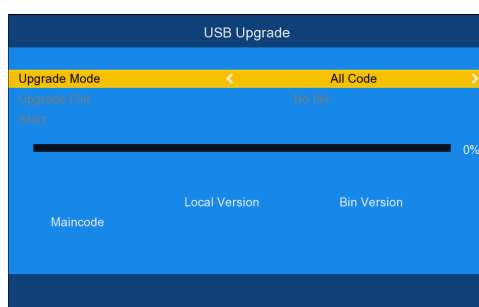 USB Upgrade
Upgrade Mode < All Code >
Upgrade File No file
Start
0%
Local Version Bin Version
Maincode